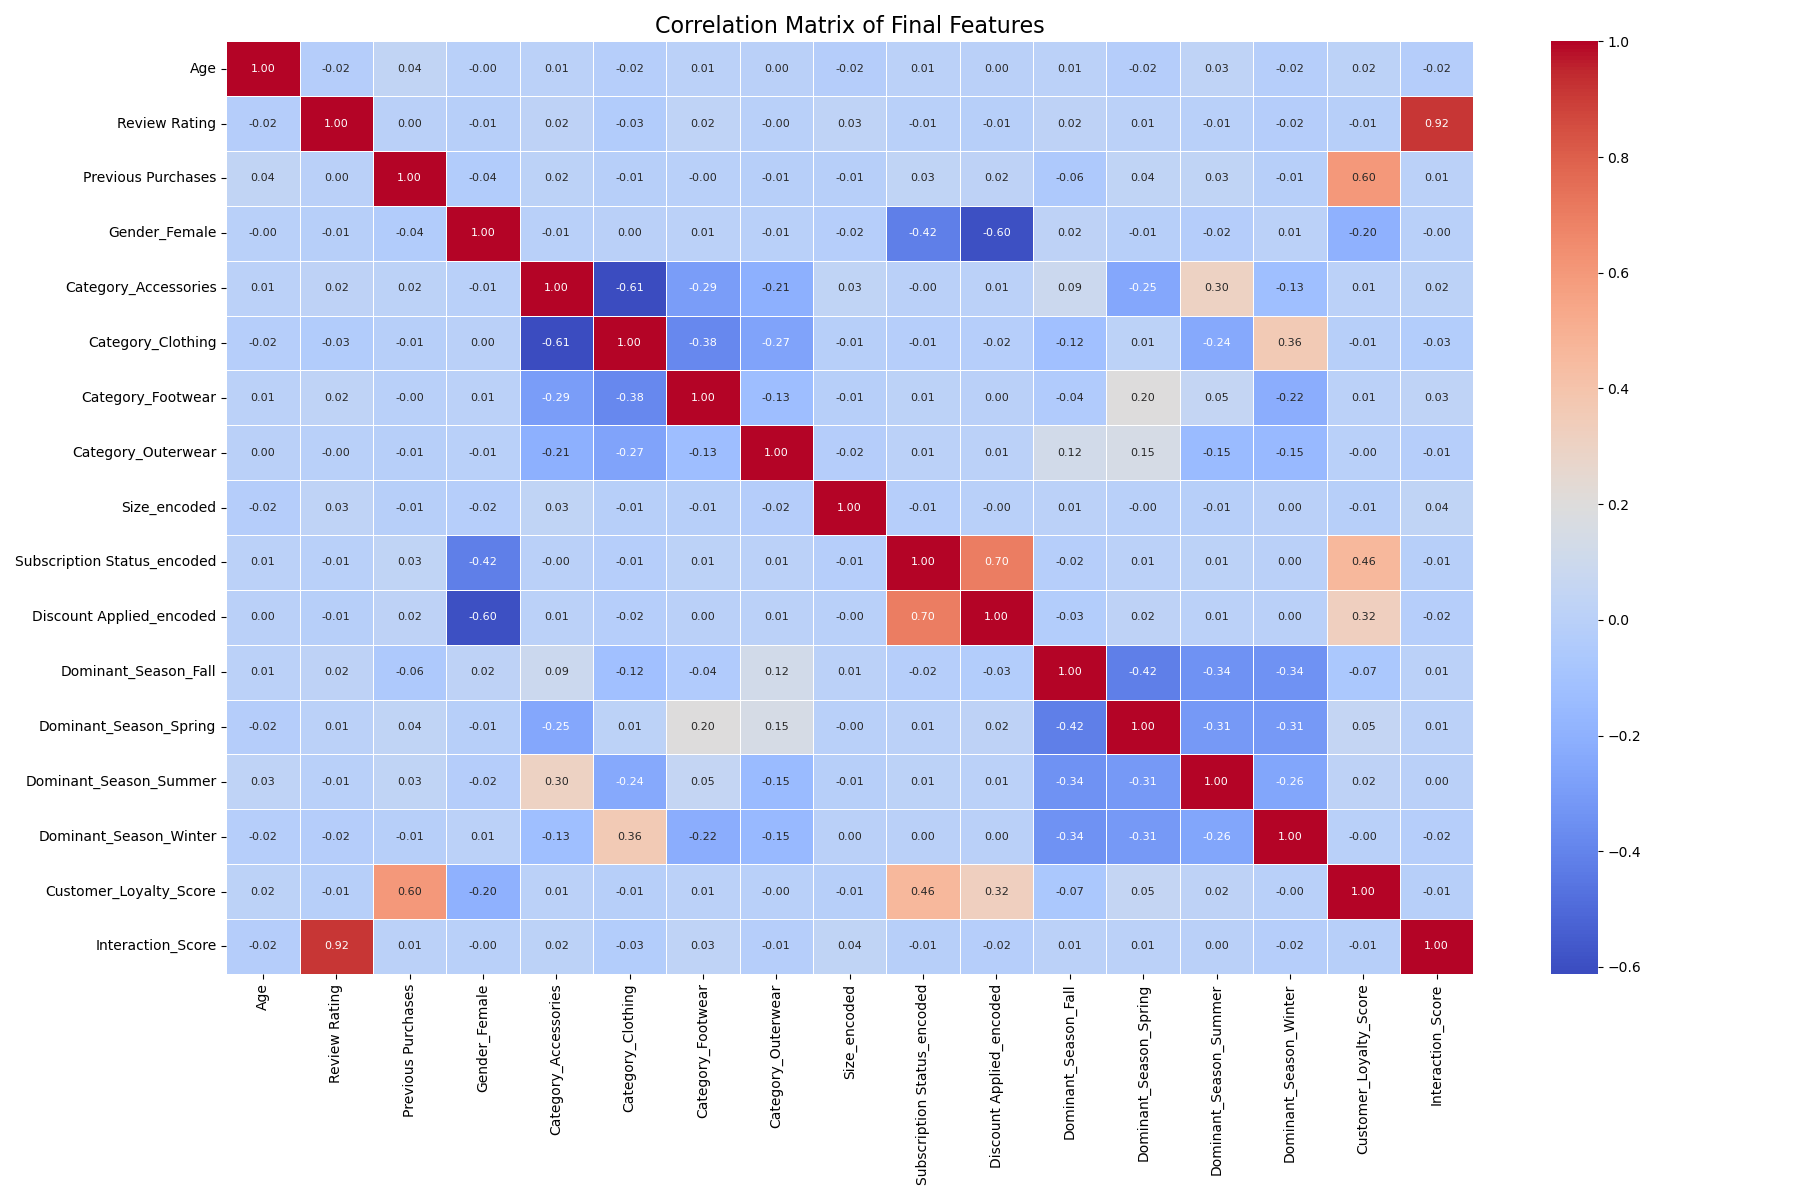 Correlation Matrix of Final Features
Age 1.00 -0.02 0.04 -0.00 0.01 -0.02 0.01 0.00 -0.02 0.01 0.00 0.01 -0.02 0.03 -0.02 0.02 -0.02
Review Rating -0.02 1.00 0.00 -0.01 0.02 -0.03 0.02 -0.00 0.03 -0.01 -0.01 0.02 0.01 -0.01 -0.02 -0.01 0.92
Previous Purchases 0.04 0.00 1.00 -0.04 0.02 -0.01 -0.00 -0.01 -0.01 0.03 0.02 -0.06 0.04 0.03 -0.01 0.60 0.01
Gender_Female -0.00 -0.01 -0.04 1.00 -0.01 0.00 0.01 -0.01 -0.02 -0.42 -0.60 0.02 -0.01 -0.02 0.01 -0.20 -0.00
Category_Accessories 0.01 0.02 0.02 -0.01 1.00 -0.61 -0.29 -0.21 0.03 -0.00 0.01 0.09 -0.25 0.30 -0.13 0.01 0.02
Category_Clothing -0.02 -0.03 -0.01 0.00 -0.61 1.00 -0.38 -0.27 -0.01 -0.01 -0.02 -0.12 0.01 -0.24 0.36 -0.01 -0.03
Category_Footwear 0.01 0.02 -0.00 0.01 -0.29 -0.38 1.00 -0.13 -0.01 0.01 0.00 -0.04 0.20 0.05 -0.22 0.01 0.03
Category_Outerwear 0.00 -0.00 -0.01 -0.01 -0.21 -0.27 -0.13 1.00 -0.02 0.01 0.01 0.12 0.15 -0.15 -0.15 -0.00 -0.01
Size_encoded -0.02 0.03 -0.01 -0.02 0.03 -0.01 -0.01 -0.02 1.00 -0.01 -0.00 0.01 -0.00 -0.01 0.00 -0.01 0.04
Subscription Status_encoded 0.01 -0.01 0.03 -0.42 -0.00 -0.01 0.01 0.01 -0.01 1.00 0.70 -0.02 0.01 0.01 0.00 0.46 -0.01
Discount Applied_encoded 0.00 -0.01 0.02 -0.60 0.01 -0.02 0.00 0.01 -0.00 0.70 1.00 -0.03 0.02 0.01 0.00 0.32 -0.02
Dominant_Season_Fall 0.01 0.02 -0.06 0.02 0.09 -0.12 -0.04 0.12 0.01 -0.02 -0.03 1.00 -0.42 -0.34 -0.34 -0.07 0.01
Dominant_Season_Spring -0.02 0.01 0.04 -0.01 -0.25 0.01 0.20 0.15 -0.00 0.01 0.02 -0.42 1.00 -0.31 -0.31 0.05 0.01
Dominant_Season_Summer 0.03 -0.01 0.03 -0.02 0.30 -0.24 0.05 -0.15 -0.01 0.01 0.01 -0.34 -0.31 1.00 -0.26 0.02 0.00
Dominant_Season_Winter -0.02 -0.02 -0.01 0.01 -0.13 0.36 -0.22 -0.15 0.00 0.00 0.00 -0.34 -0.31 -0.26 1.00 -0.00 -0.02
Customer_Loyalty_Score 0.02 -0.01 0.60 -0.20 0.01 -0.01 0.01 -0.00 -0.01 0.46 0.32 -0.07 0.05 0.02 -0.00 1.00 -0.01
Interaction_Score -0.02 0.92 0.01 -0.00 0.02 -0.03 0.03 -0.01 0.04 -0.01 -0.02 0.01 0.01 0.00 -0.02 -0.01 1.00
Age
Review Rating
Previous Purchases
Gender_Female
Category_Accessories
Category_Clothing
Category_Footwear
Category_Outerwear
Size_encoded
Subscription Status_encoded
Discount Applied_encoded
Dominant_Season_Fall
Dominant_Season_Spring
Dominant_Season_Summer
Dominant_Season_Winter
Customer_Loyalty_Score
Interaction_Score
1.0
0.8
0.6
0.4
0.2
0.0
−0.2
−0.4
−0.6